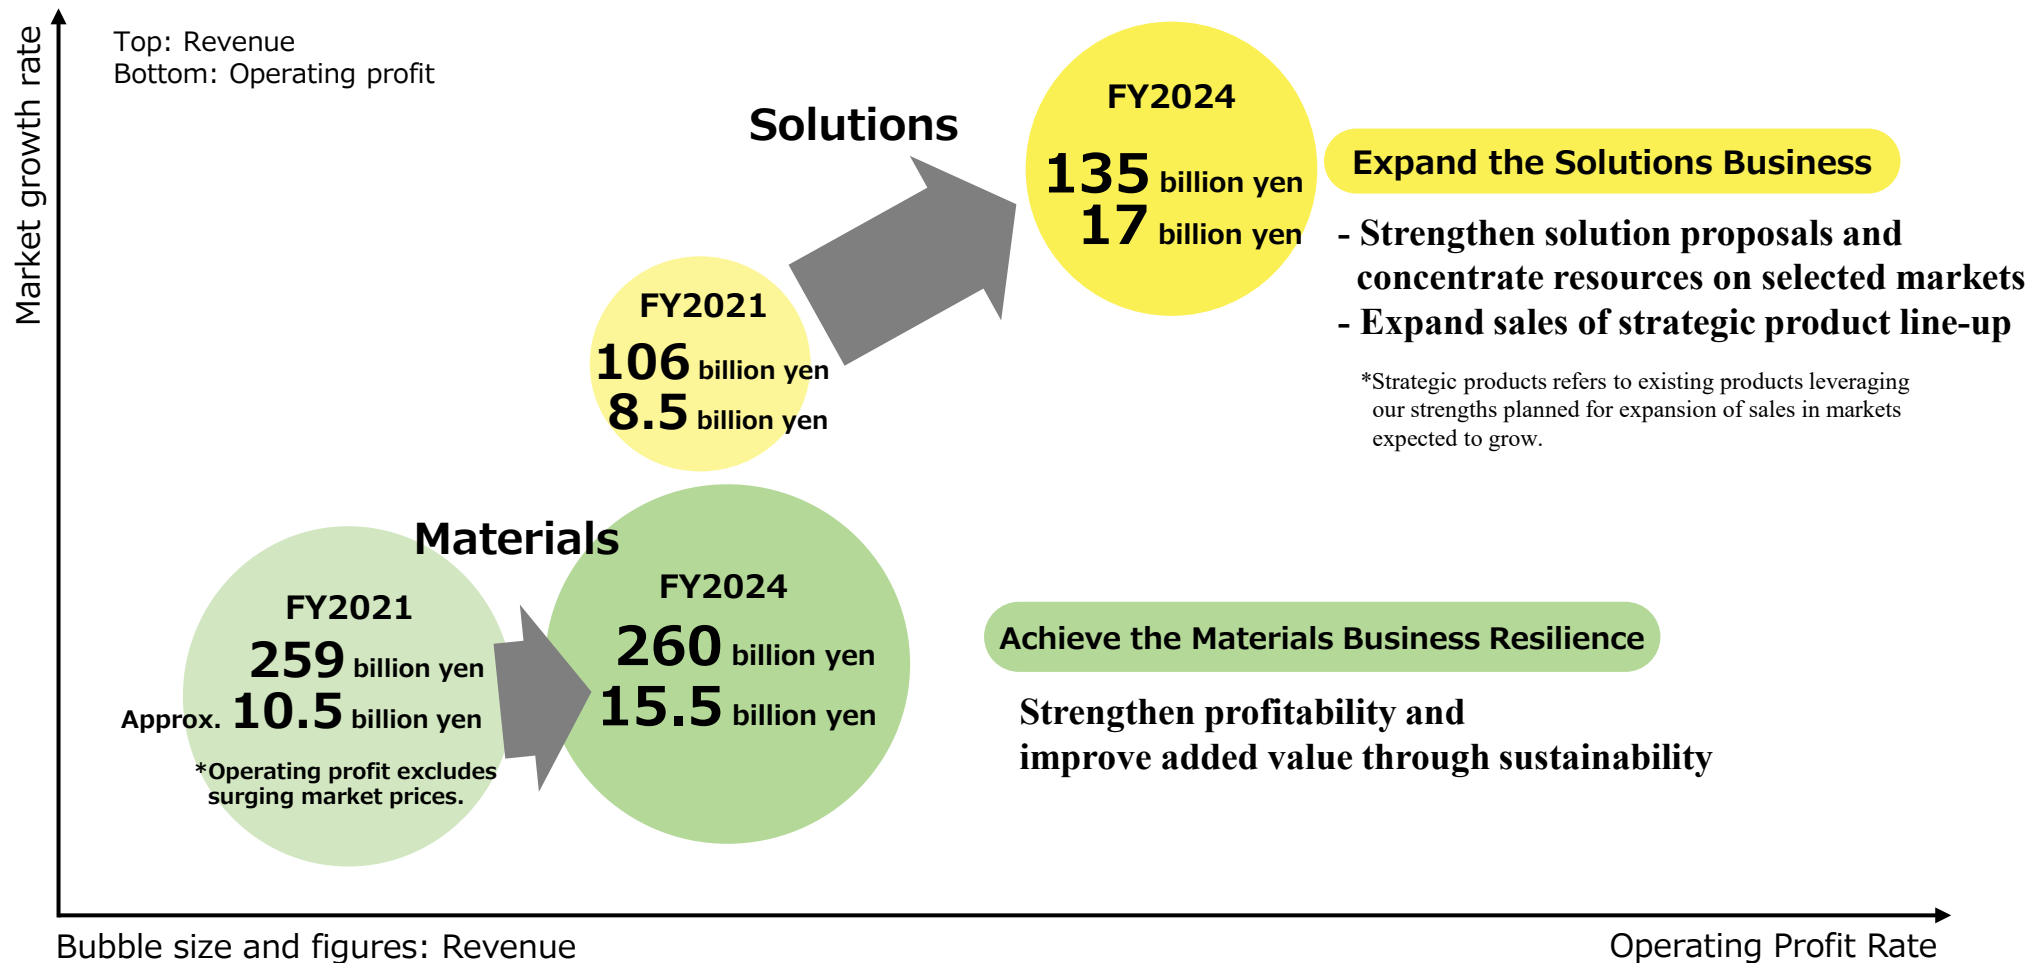 Market growth rate
Top: Revenue
Bottom: Operating profit
Solutions
FY2024
135 billion yen
17 billion yen
FY2021
106 billion yen
8.5 billion yen
Expand the Solutions Business
- Strengthen solution proposals and
concentrate resources on selected markets
- Expand sales of strategic product line-up
*Strategic products refers to existing products leveraging
our strengths planned for expansion of sales in markets
expected to grow.
Materials
FY2021
259 billion yen
Approx. 10.5 billion yen
*Operating profit excludes
surging market prices.
FY2024
260 billion yen
15.5 billion yen
Achieve the Materials Business Resilience
Strengthen profitability and
improve added value through sustainability
Bubble size and figures: Revenue
Operating Profit Rate